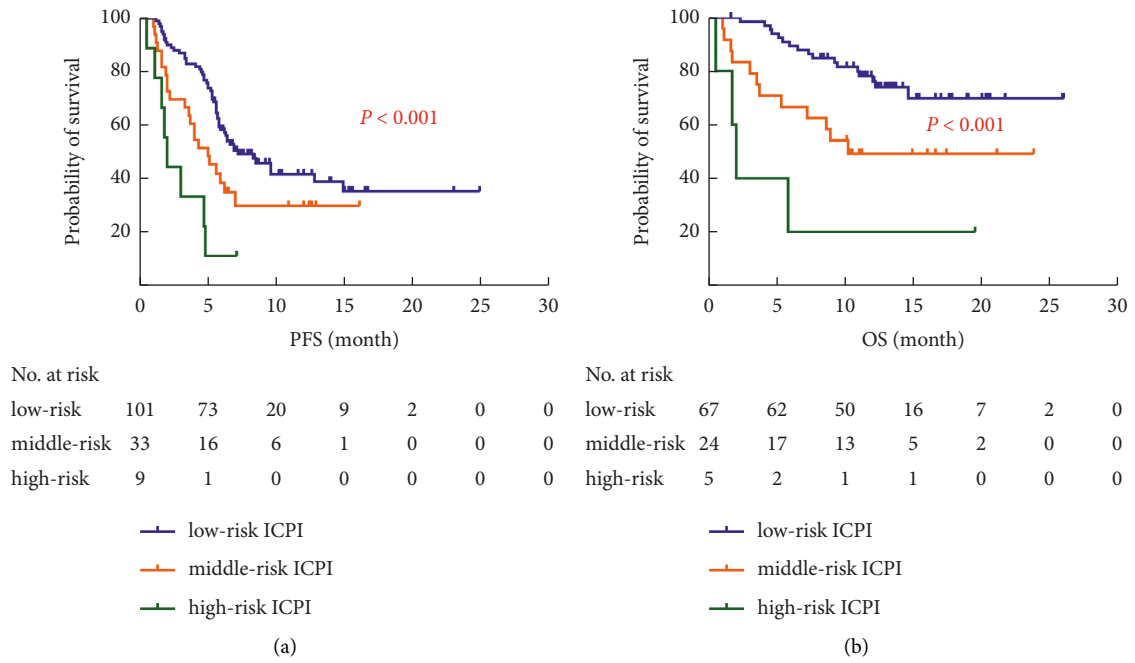 100
80
60
40
20
Probability of survival
P < 0.001
0 5 10 15 20 25 30
PFS (month)
No. at risk
low-risk 101 73 20 9 2 0 0
middle-risk 33 16 6 1 0 0 0
high-risk 9 1 0 0 0 0 0
low-risk ICPI
middle-risk ICPI
high-risk ICPI
(a)
100
80
60
40
20
Probability of survival
P < 0.001
0 5 10 15 20 25 30
OS (month)
No. at risk
low-risk 67 62 50 16 7 2 0
middle-risk 24 17 13 5 2 0 0
high-risk 5 2 1 1 0 0 0
low-risk ICPI
middle-risk ICPI
high-risk ICPI
(b)